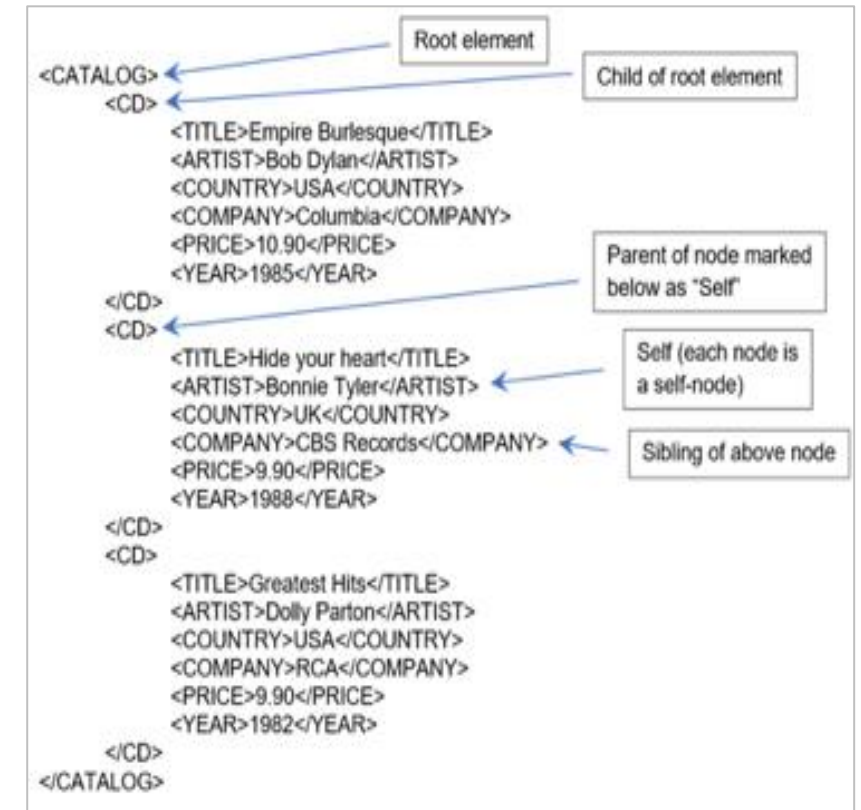 Root element
<CATALOG>
Child of root element
<CD>
<TITLE>Empire Burlesque</TITLE>
<ARTIST>Bob Dylan</ARTIST>
<COUNTRY>USA</COUNTRY>
<COMPANY>Columbia</COMPANY>
<PRICE>10.90</PRICE>
<YEAR>1985</YEAR>
Parent of node marked
below as “Self”
</CD>
<CD>
<TITLE>Hide your heart</TITLE>
Self (each node is
a self-node)
<ARTIST>Bonnie Tyler</ARTIST>
<COUNTRY>UK</COUNTRY>
<COMPANY>CBS Records</COMPANY>
Sibling of above node
<PRICE>9.90</PRICE>
<YEAR>1988</YEAR>
</CD>
<CD>
<TITLE>Greatest Hits</TITLE>
<ARTIST>Dolly Parton</ARTIST>
<COUNTRY>USA</COUNTRY>
<COMPANY>RCA</COMPANY>
<PRICE>9.90</PRICE>
<YEAR>1982</YEAR>
</CD>
</CATALOG>